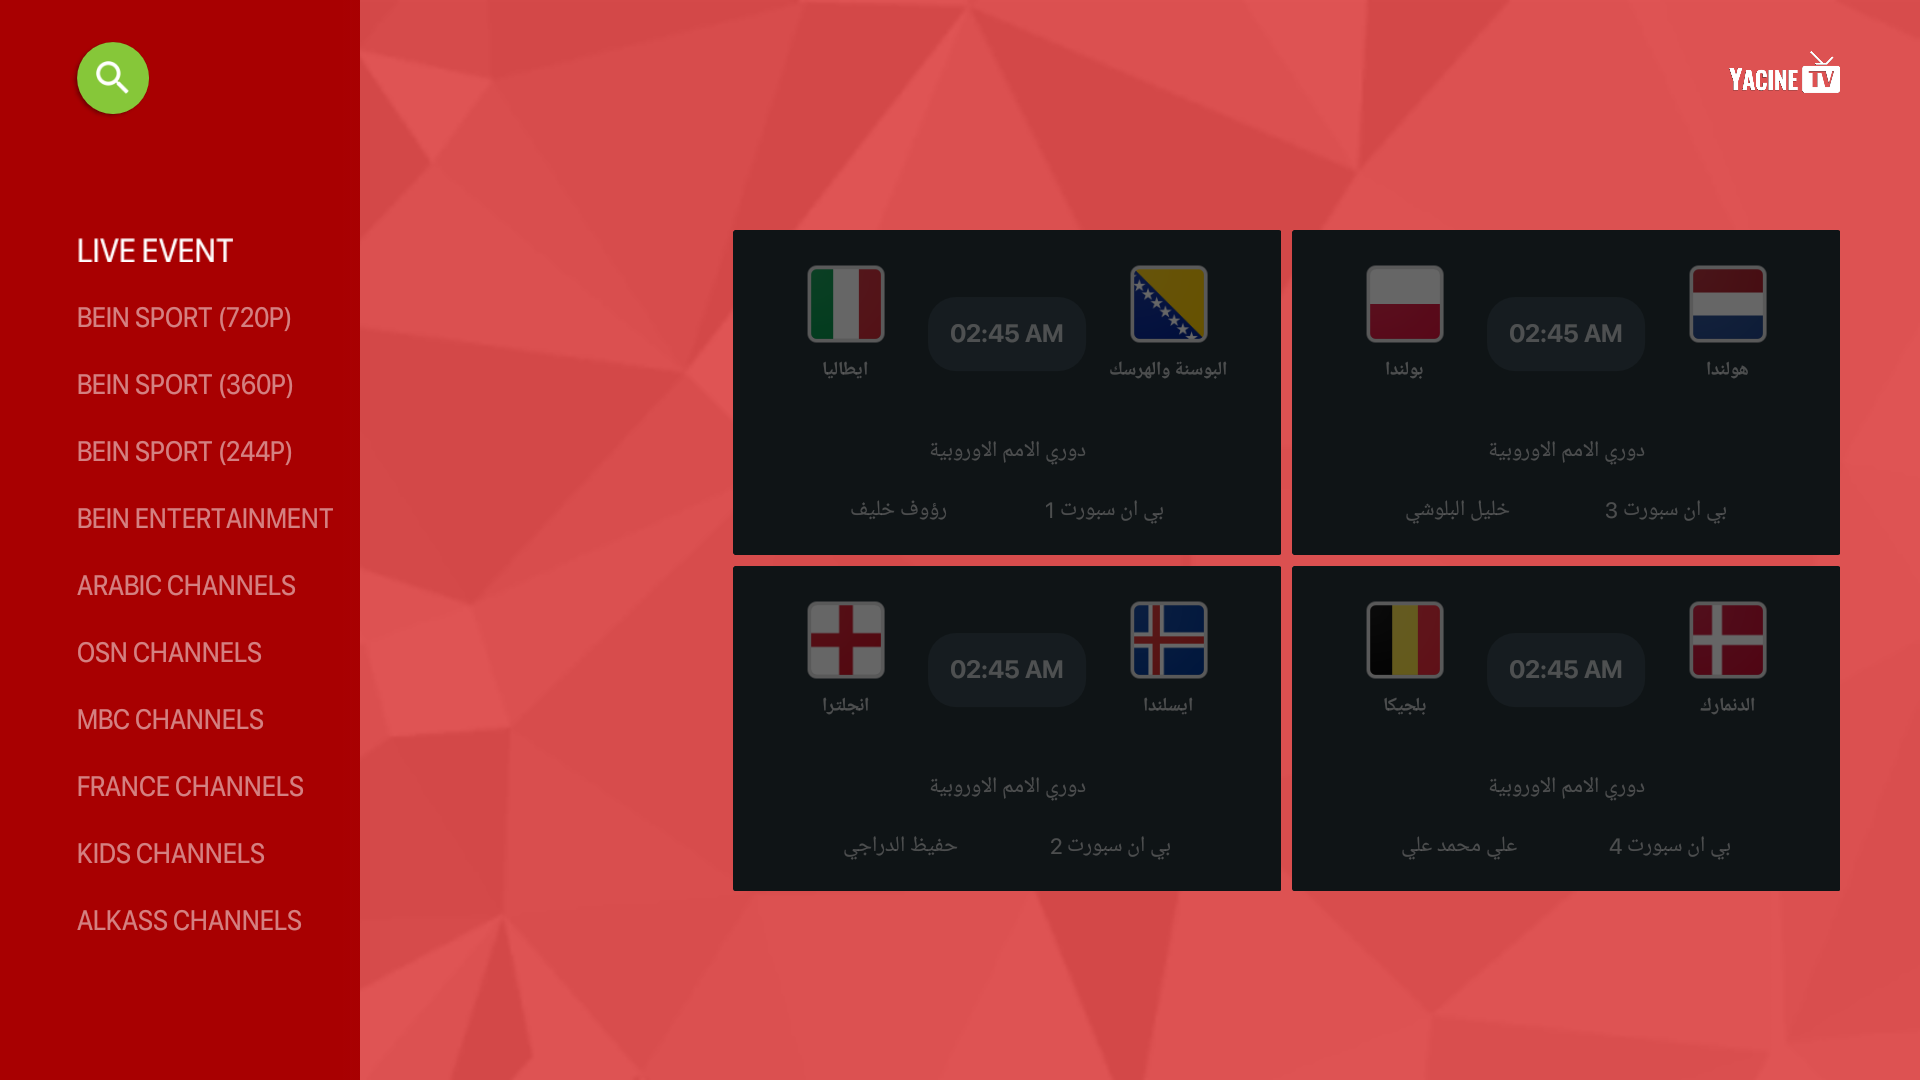 YACINE TV
LIVE EVENT
BEIN SPORT (720P)
BEIN SPORT (360P)
BEIN SPORT (244P)
BEIN ENTERTAINMENT
ARABIC CHANNELS
OSN CHANNELS
MBC CHANNELS
FRANCE CHANNELS
KIDS CHANNELS
ALKASS CHANNELS
02:45 AM
ايطاليا
البوسنة والهرسك
دوري الامم الاوروبية
رؤوف خليف
بي ان سبورت 1
02:45 AM
بولندا
هولندا
دوري الامم الاوروبية
خليل البلوشي
بي ان سبورت 3
02:45 AM
انجلترا
ايسلندا
دوري الامم الاوروبية
حفيظ الدراجي
بي ان سبورت 2
02:45 AM
بلجيكا
الدنمارك
دوري الامم الاوروبية
علي محمد علي
بي ان سبورت 4